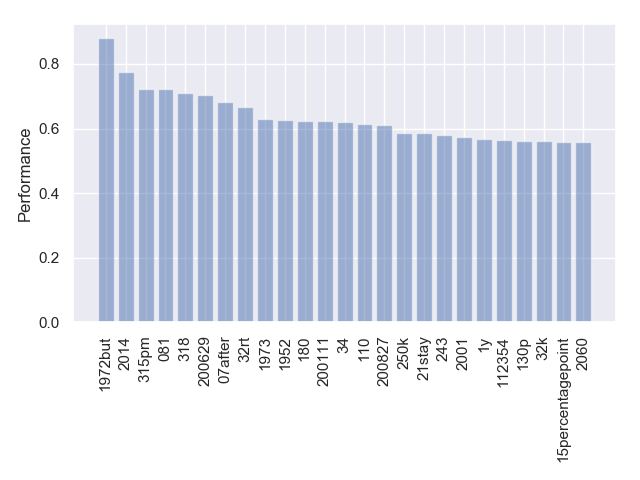 Performance
0.8
0.6
0.4
0.2
0.0
1972but
2014
315pm
081
318
200629
07after
32rt
1973
1952
180
200111
34
110
200827
250k
21stay
243
2001
1y
112354
130p
32k
15percentagepoint
2060